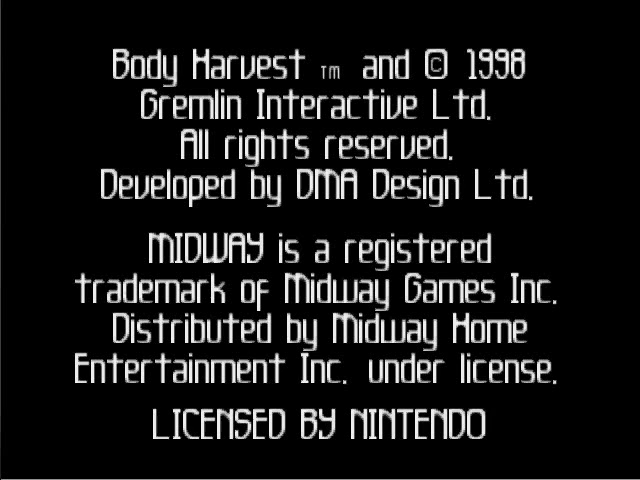 Body Harvest ™ and © 1998
Gremlin Interactive Ltd.
All rights reserved.
Developed by DMA Design Ltd.
MIDWAY is a registered
trademark of Midway Games Inc.
Distributed by Midway Home
Entertainment Inc. under license.
LICENSED BY NINTENDO